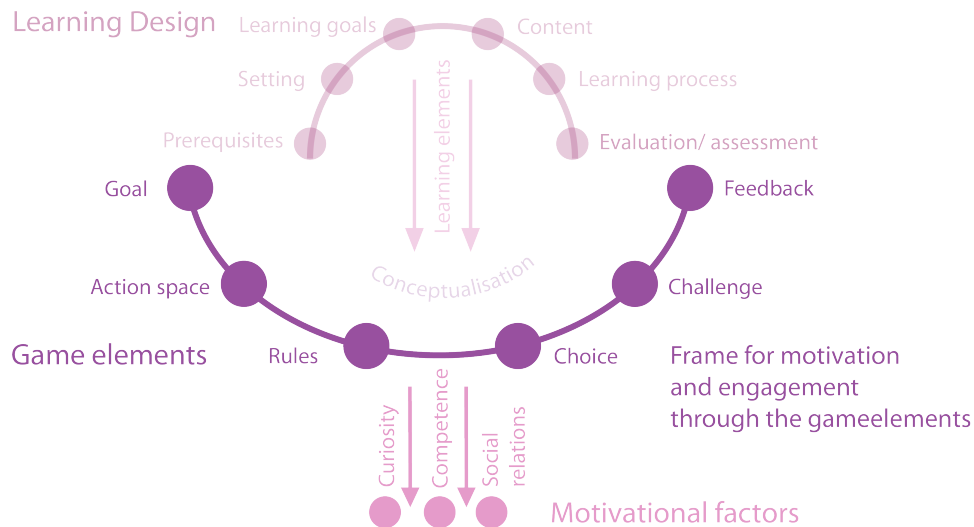 Learning Design
Learning goals
Content
Setting
Learning process
Prerequisites
Evaluation/ assessment
Learning elements
Goal
Feedback
Conceptualisation
Action space
Challenge
Game elements
Rules
Choice
Frame for motivation
and engagement
through the gameelements
Curiosity
Competence
Social
relations
Motivational factors